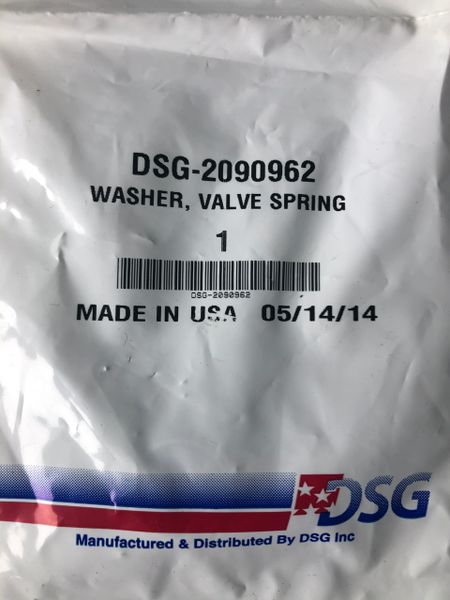 DSG-2090962
WASHER, VALVE SPRING
1
DSG-2090962
MADE IN USA 05/14/14
DSG
Manufactured & Distributed By DSG Inc